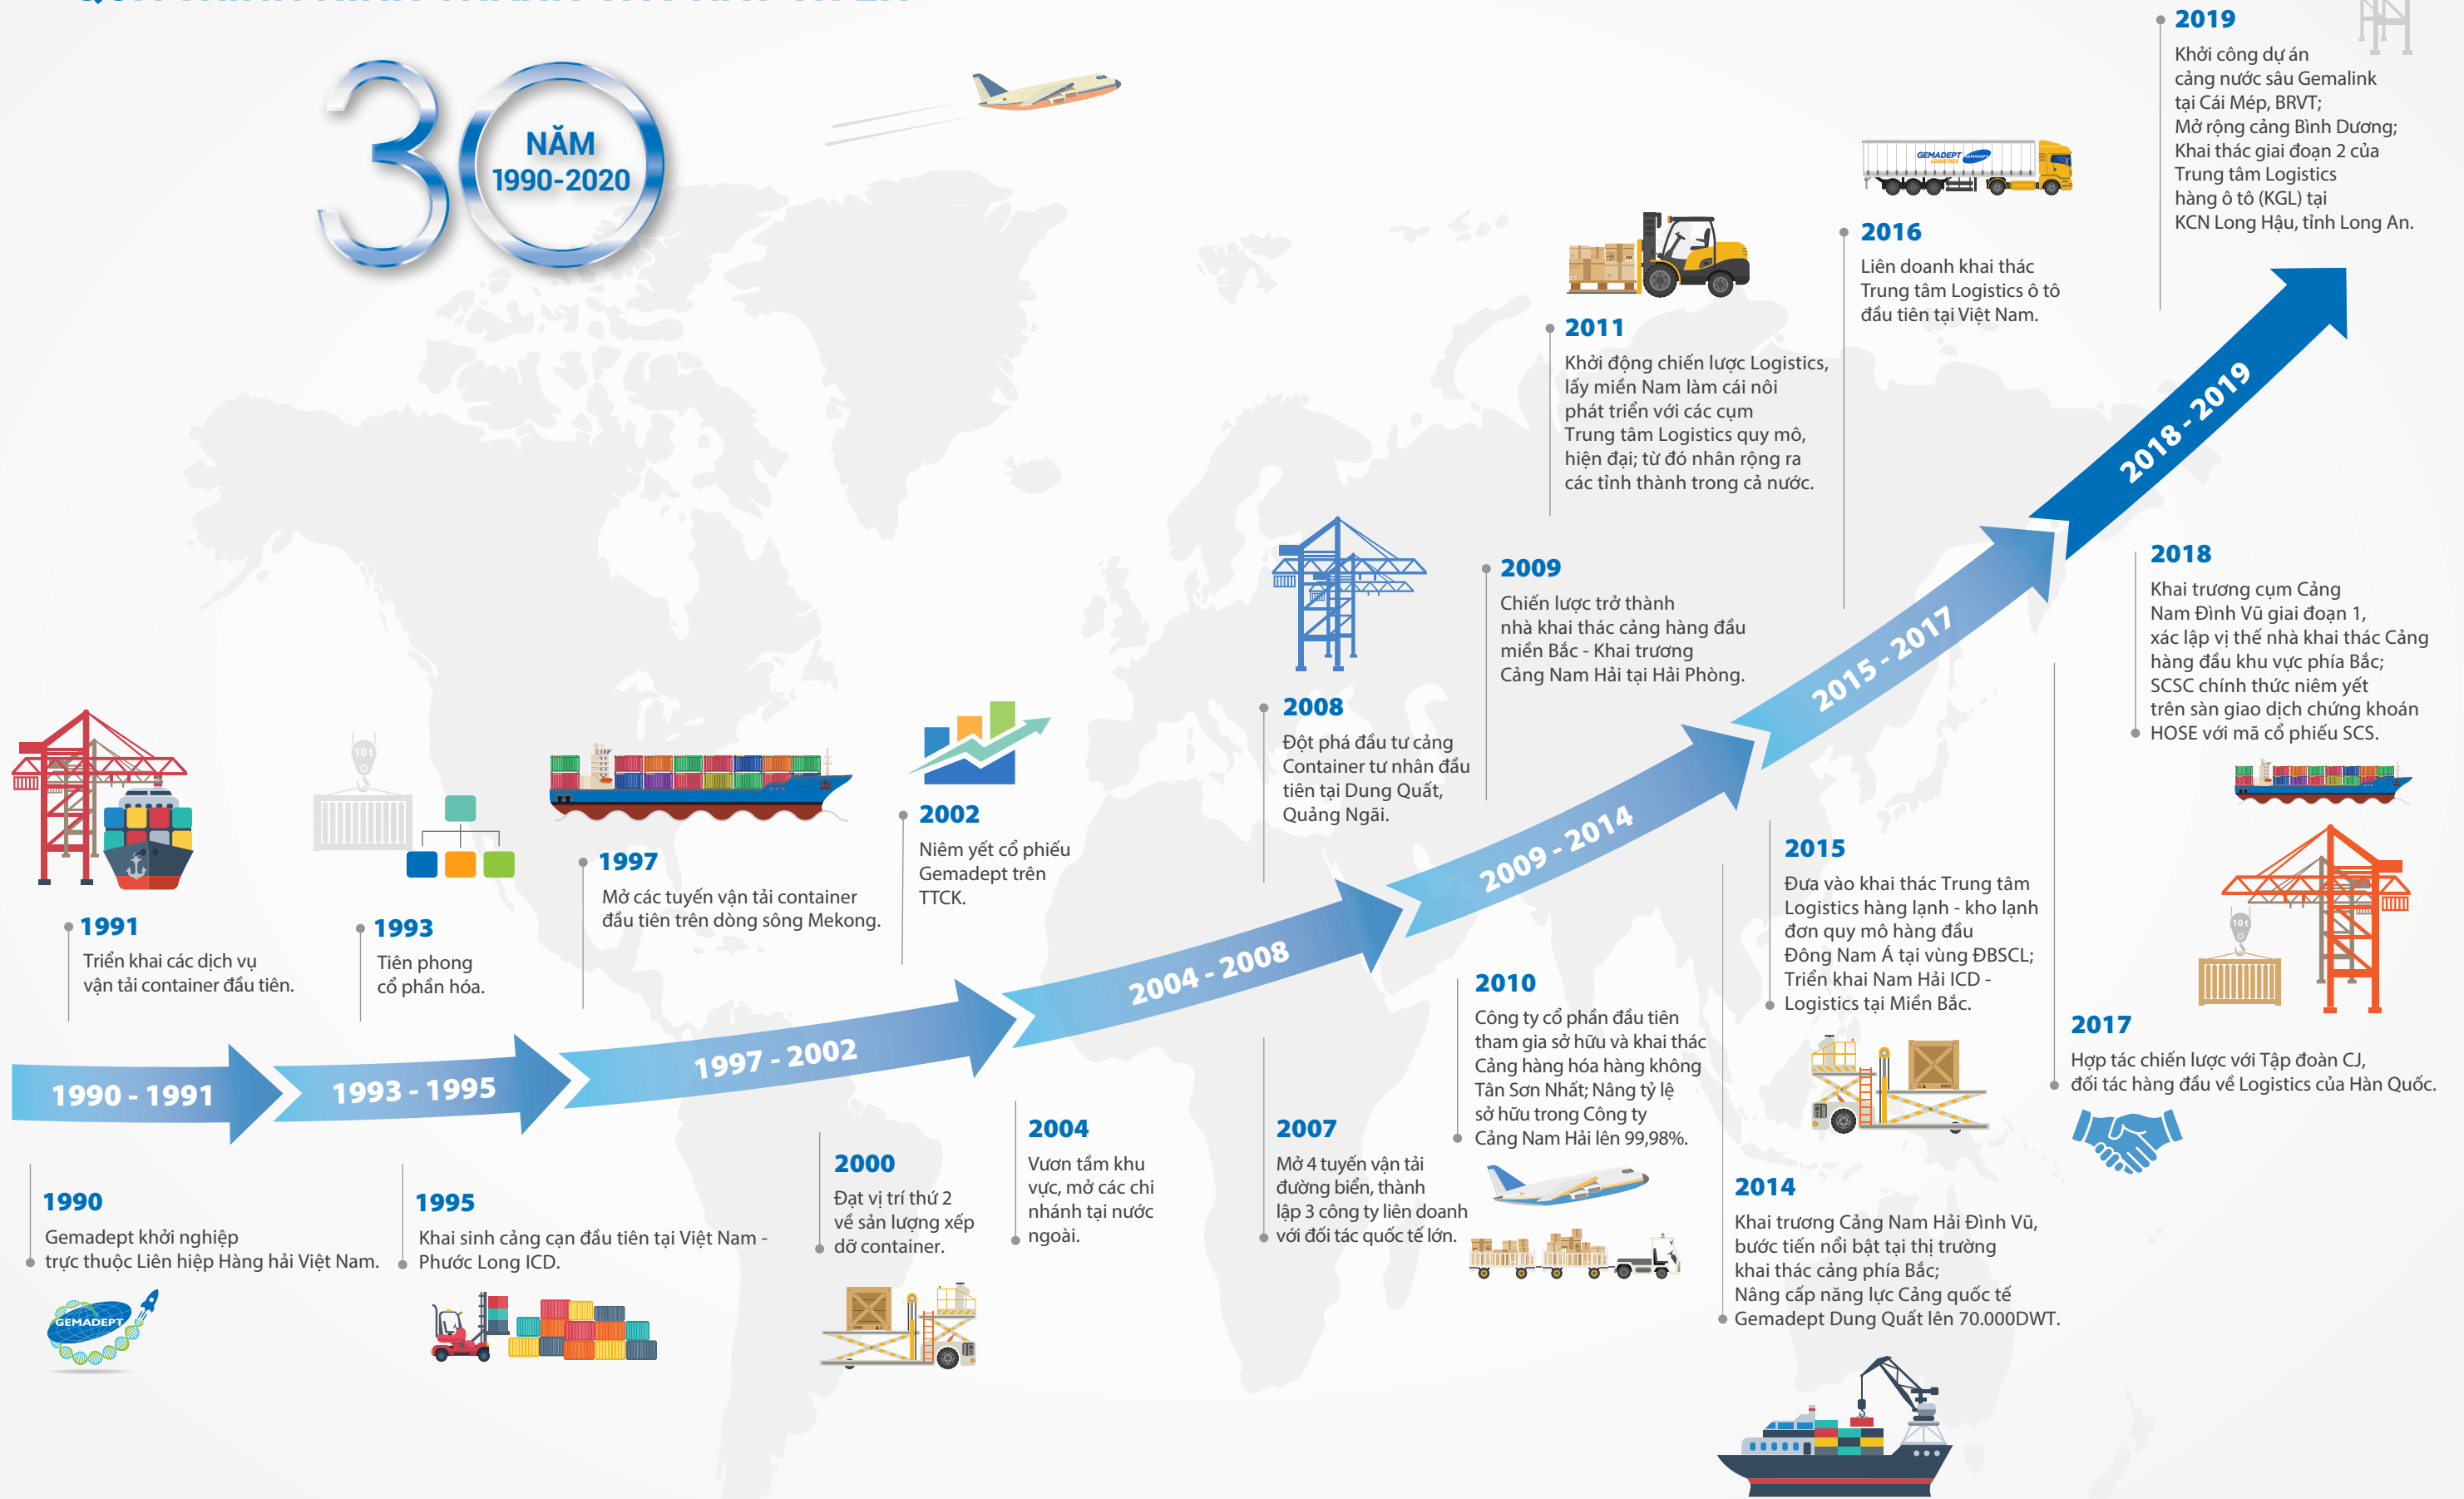 30
NĂM
1990-2020
1990 - 1991
1993 - 1995
1997 - 2002
2004 - 2008
2009 - 2014
2015 - 2017
2018 - 2019
1990
Gemadept khởi nghiệp
trực thuộc Liên hiệp Hàng hải Việt Nam.
GEMADEPT
1991
Triển khai các dịch vụ
vận tải container đầu tiên.
10 t
1993
Tiên phong
cổ phần hóa.
1995
Khai sinh cảng cạn đầu tiên tại Việt Nam -
Phước Long ICD.
1997
Mở các tuyến vận tải container
đầu tiên trên dòng sông Mekong.
2000
Đạt vị trí thứ 2
về sản lượng xếp
dỡ container.
2002
Niêm yết cổ phiếu
Gemadept trên
TTCK.
2004
Vươn tầm khu
vực, mở các chi
nhánh tại nước
ngoài.
2007
Mở 4 tuyến vận tải
đường biển, thành
lập 3 công ty liên doanh
với đối tác quốc tế lớn.
2008
Đột phá đầu tư cảng
Container tư nhân đầu
tiên tại Dung Quất,
Quảng Ngãi.
2009
Chiến lược trở thành
nhà khai thác cảng hàng đầu
miền Bắc - Khai trương
Cảng Nam Hải tại Hải Phòng.
2010
Công ty cổ phần đầu tiên
tham gia sở hữu và khai thác
Cảng hàng hóa hàng không
Tân Sơn Nhất; Nâng tỷ lệ
sở hữu trong Công ty
Cảng Nam Hải lên 99,98%.
2011
Khởi động chiến lược Logistics,
lấy miền Nam làm cái nôi
phát triển với các cụm
Trung tâm Logistics quy mô,
hiện đại; từ đó nhân rộng ra
các tỉnh thành trong cả nước.
2014
Khai trương Cảng Nam Hải Đình Vũ,
bước tiến nổi bật tại thị trường
khai thác cảng phía Bắc;
Nâng cấp năng lực Cảng quốc tế
Gemadept Dung Quất lên 70.000DWT.
2015
Đưa vào khai thác Trung tâm
Logistics hàng lạnh - kho lạnh
đơn quy mô hàng đầu
Đông Nam Á tại vùng ĐBSCL;
Triển khai Nam Hải ICD -
Logistics tại Miền Bắc.
GEMADEPT
LOGISTICS
GEMADEPT
2016
Liên doanh khai thác
Trung tâm Logistics ô tô
đầu tiên tại Việt Nam.
2017
Hợp tác chiến lược với Tập đoàn CJ,
đối tác hàng đầu về Logistics của Hàn Quốc.
2018
Khai trương cụm Cảng
Nam Đình Vũ giai đoạn 1,
xác lập vị thế nhà khai thác Cảng
hàng đầu khu vực phía Bắc;
SCSC chính thức niêm yết
trên sàn giao dịch chứng khoán
HOSE với mã cổ phiếu SCS.
10 t
2019
Khởi công dự án
cảng nước sâu Gemalink
tại Cái Mép, BRVT;
Mở rộng cảng Bình Dương;
Khai thác giai đoạn 2 của
Trung tâm Logistics
hàng ô tô (KGL) tại
KCN Long Hậu, tỉnh Long An.